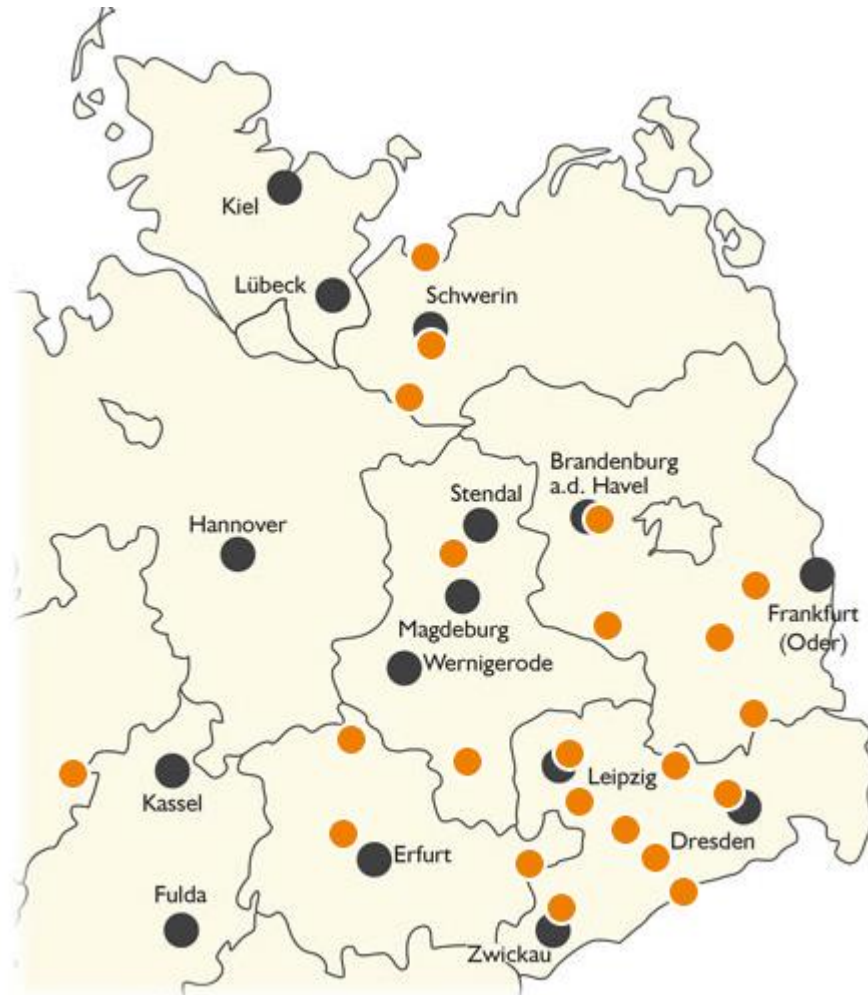 Kiel
Lübeck
Schwerin
Brandenburg
a.d. Havel
Stendal
Hannover
Frankfurt
(Oder)
Magdeburg
Wernigerode
Leipzig
Kassel
Dresden
Erfurt
Fulda
Zwickau